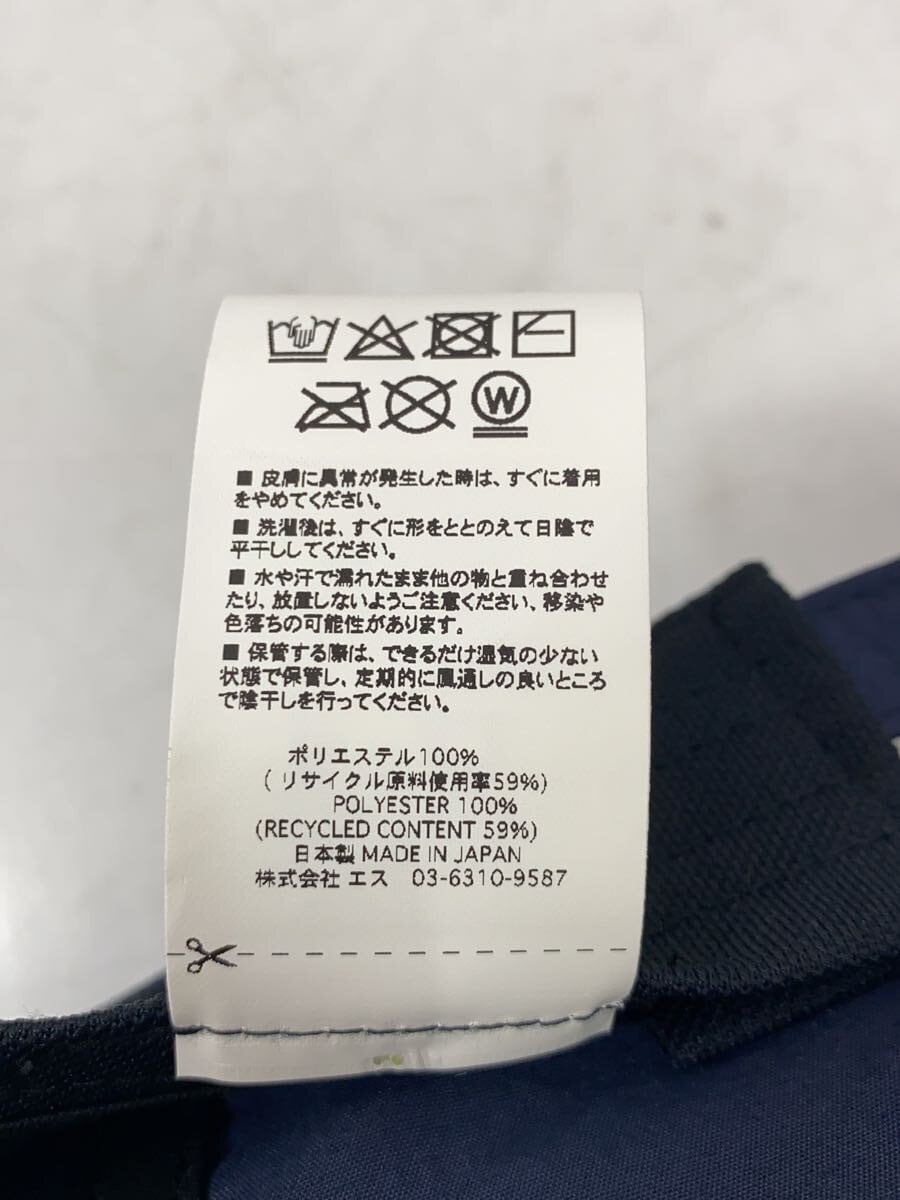 W
■ 皮膚に異常が発生した時は、すぐに着用
をやめてください。
■ 洗濯後は、すぐに形をととのえて日陰で
平干ししてください。
■ 水や汗で濡れたまま他の物と重ね合わせ
たり、放置しないようご注意ください、移染や
色落ちの可能性があります。
■ 保管する際は、できるだけ湿気の少ない
状態で保管し、定期的に風通しの良いところ
で陰干しを行ってください。
ポリエステル100%
(リサイクル原料使用率59%)
POLYESTER 100%
(RECYCLED CONTENT 59%)
日本製 MADE IN JAPAN
株式会社 エス 03-6310-9587